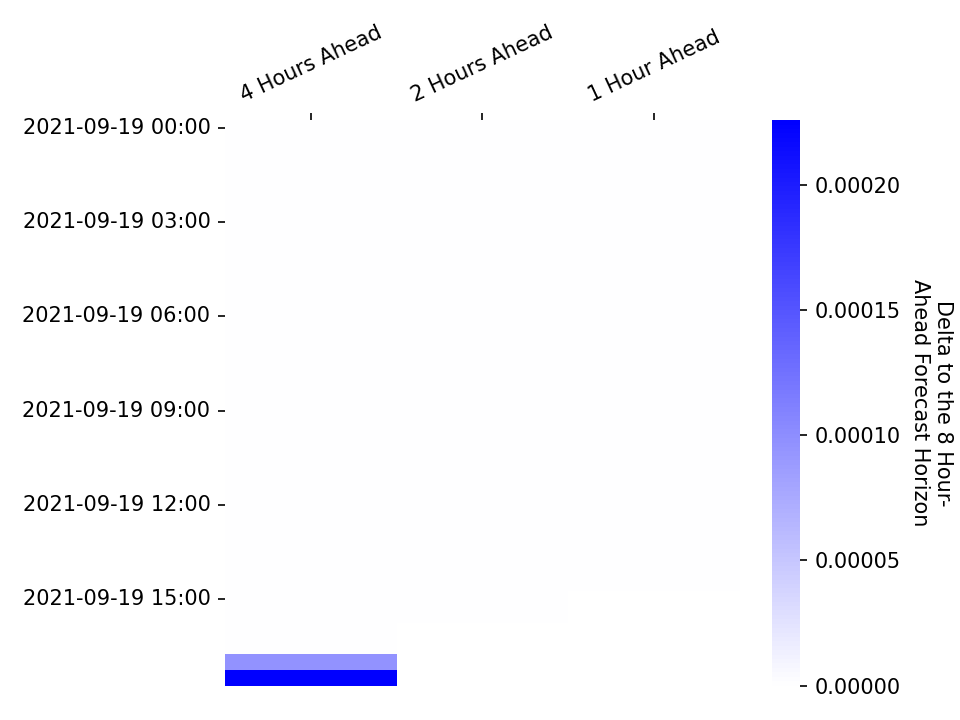 4 Hours Ahead
2 Hours Ahead
1 Hour Ahead
2021-09-19 00:00
2021-09-19 03:00
2021-09-19 06:00
2021-09-19 09:00
2021-09-19 12:00
2021-09-19 15:00
0.00020
0.00015
0.00010
0.00005
0.00000
Delta to the 8 Hour-
Ahead Forecast Horizon